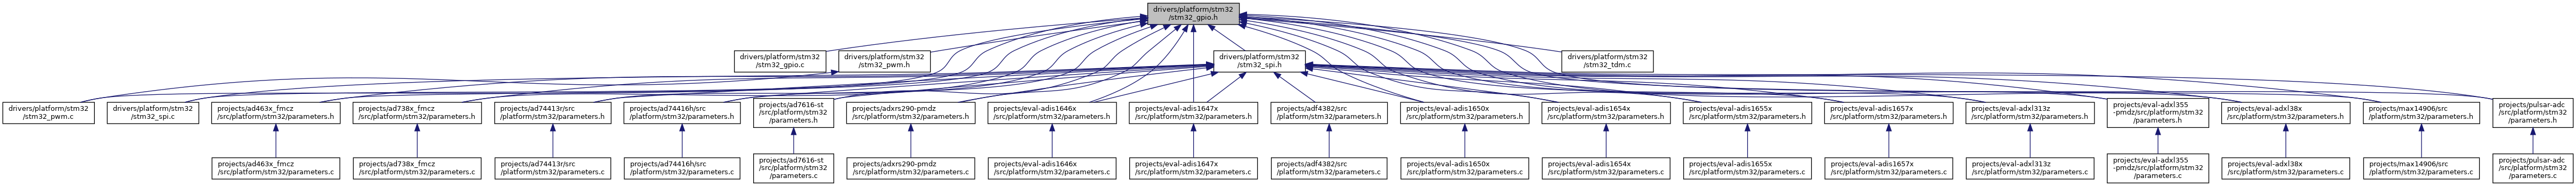 drivers/platform/stm32
/stm32_gpio.h
drivers/platform/stm32
/stm32_gpio.c
drivers/platform/stm32
/stm32_pwm.h
drivers/platform/stm32
/stm32_spi.h
drivers/platform/stm32
/stm32_tdm.c
drivers/platform/stm32
/stm32_pwm.c
drivers/platform/stm32
/stm32_spi.c
projects/ad463x_fmcz
/src/platform/stm32/parameters.h
projects/ad738x_fmcz
/src/platform/stm32/parameters.h
projects/ad74413r/src
/platform/stm32/parameters.h
projects/ad74416h/src
/platform/stm32/parameters.h
projects/ad7616-st
/src/platform/stm32
/parameters.h
projects/adxrs290-pmdz
/src/platform/stm32/parameters.h
projects/eval-adis1646x
/src/platform/stm32/parameters.h
projects/eval-adis1647x
/src/platform/stm32/parameters.h
projects/adf4382/src
/platform/stm32/parameters.h
projects/eval-adis1650x
/src/platform/stm32/parameters.h
projects/eval-adis1654x
/src/platform/stm32/parameters.h
projects/eval-adis1655x
/src/platform/stm32/parameters.h
projects/eval-adis1657x
/src/platform/stm32/parameters.h
projects/eval-adxl313z
/src/platform/stm32/parameters.h
projects/eval-adxl355
-pmdz/src/platform/stm32
/parameters.h
projects/eval-adxl38x
/src/platform/stm32/parameters.h
projects/max14906/src
/platform/stm32/parameters.h
projects/pulsar-adc
/src/platform/stm32
/parameters.h
projects/ad463x_fmcz
/src/platform/stm32/parameters.c
projects/ad738x_fmcz
/src/platform/stm32/parameters.c
projects/ad74413r/src
/platform/stm32/parameters.c
projects/ad74416h/src
/platform/stm32/parameters.c
projects/ad7616-st
/src/platform/stm32
/parameters.c
projects/adxrs290-pmdz
/src/platform/stm32/parameters.c
projects/eval-adis1646x
/src/platform/stm32/parameters.c
projects/eval-adis1647x
/src/platform/stm32/parameters.c
projects/adf4382/src
/platform/stm32/parameters.c
projects/eval-adis1650x
/src/platform/stm32/parameters.c
projects/eval-adis1654x
/src/platform/stm32/parameters.c
projects/eval-adis1655x
/src/platform/stm32/parameters.c
projects/eval-adis1657x
/src/platform/stm32/parameters.c
projects/eval-adxl313z
/src/platform/stm32/parameters.c
projects/eval-adxl355
-pmdz/src/platform/stm32
/parameters.c
projects/eval-adxl38x
/src/platform/stm32/parameters.c
projects/max14906/src
/platform/stm32/parameters.c
projects/pulsar-adc
/src/platform/stm32
/parameters.c